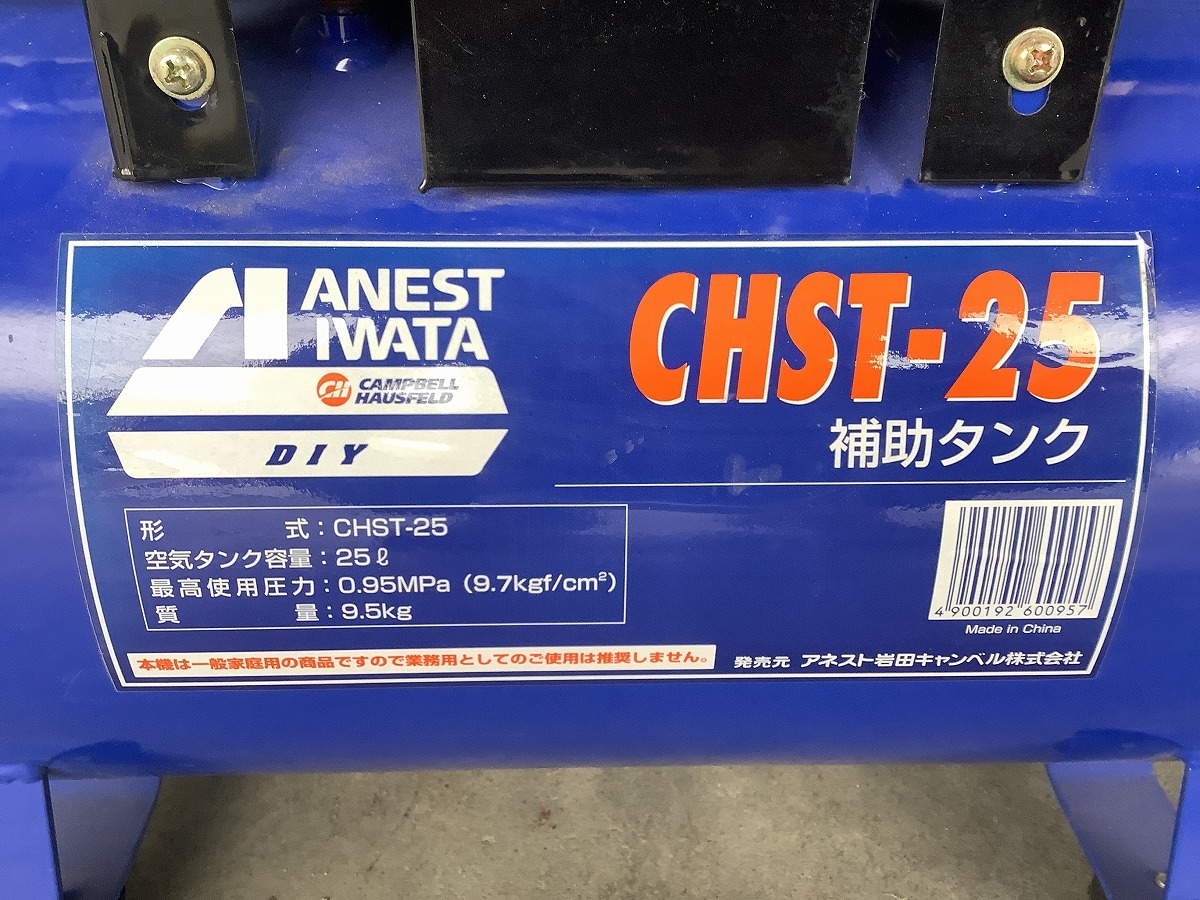 ANEST
IWATA
CH CAMPBELL
HAUSFELD
DIY
CHST-25
補助タンク
形 式：CHST-25
空気タンク容量：25ℓ
最高使用圧力：0.95MPa（9.7kgf/cm²）
質 量：9.5kg
4 900192 600957
Made in China
本機は一般家庭用の商品ですので業務用としてのご使用は推奨しません。
発売元 アネスト岩田キャンベル株式会社